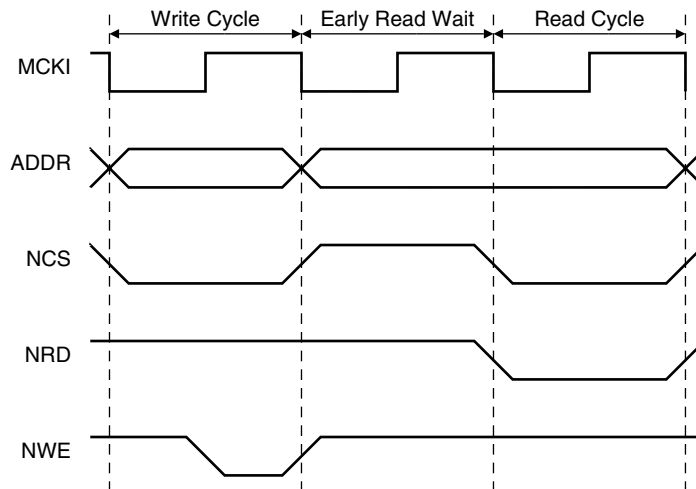 Write Cycle Early Read Wait Read Cycle
MCKI
ADDR
NCS
NRD
NWE